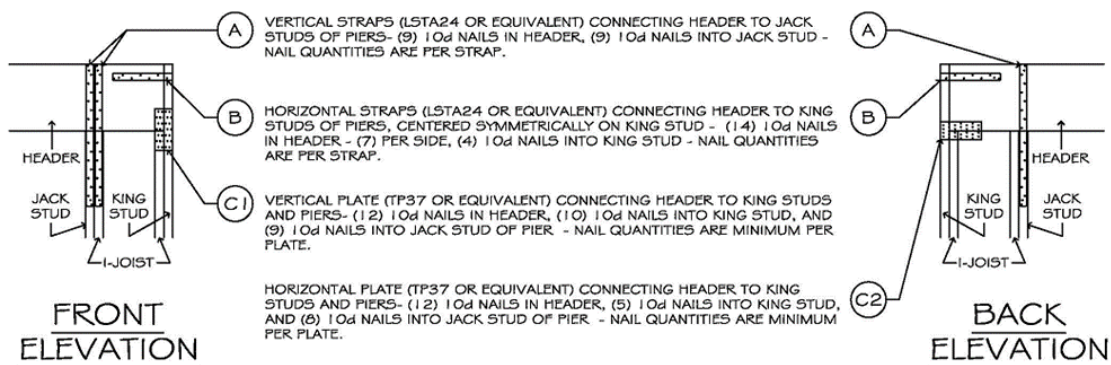 A
VERTICAL STRAPS (LSTA24 OR EQUIVALENT) CONNECTING HEADER TO JACK
STUDS OF PIERS- (9) 10d NAILS IN HEADER, (9) 10d NAILS INTO JACK STUD -
NAIL QUANTITIES ARE PER STRAP.
A
B
HORIZONTAL STRAPS (LSTA24 OR EQUIVALENT) CONNECTING HEADER TO KING
STUDS OF PIERS, CENTERED SYMMETRICALLY ON KING STUD - (14) 10d NAILS
IN HEADER - (7) PER SIDE, (4) 10d NAILS INTO KING STUD - NAIL QUANTITIES
ARE PER STRAP.
B
HEADER
JACK
STUD
KING
STUD
I-JOIST
C1
VERTICAL PLATE (TP37 OR EQUIVALENT) CONNECTING HEADER TO KING STUDS
AND PIERS- (12) 10d NAILS IN HEADER, (10) 10d NAILS INTO KING STUD, AND
(9) 10d NAILS INTO JACK STUD OF PIER - NAIL QUANTITIES ARE MINIMUM PER
PLATE.
HEADER
KING
STUD
JACK
STUD
I-JOIST
HORIZONTAL PLATE (TP37 OR EQUIVALENT) CONNECTING HEADER TO KING
STUDS AND PIERS- (12) 10d NAILS IN HEADER, (5) 10d NAILS INTO KING STUD,
AND (8) 10d NAILS INTO JACK STUD OF PIER - NAIL QUANTITIES ARE MINIMUM
PER PLATE.
C2
FRONT
ELEVATION
BACK
ELEVATION